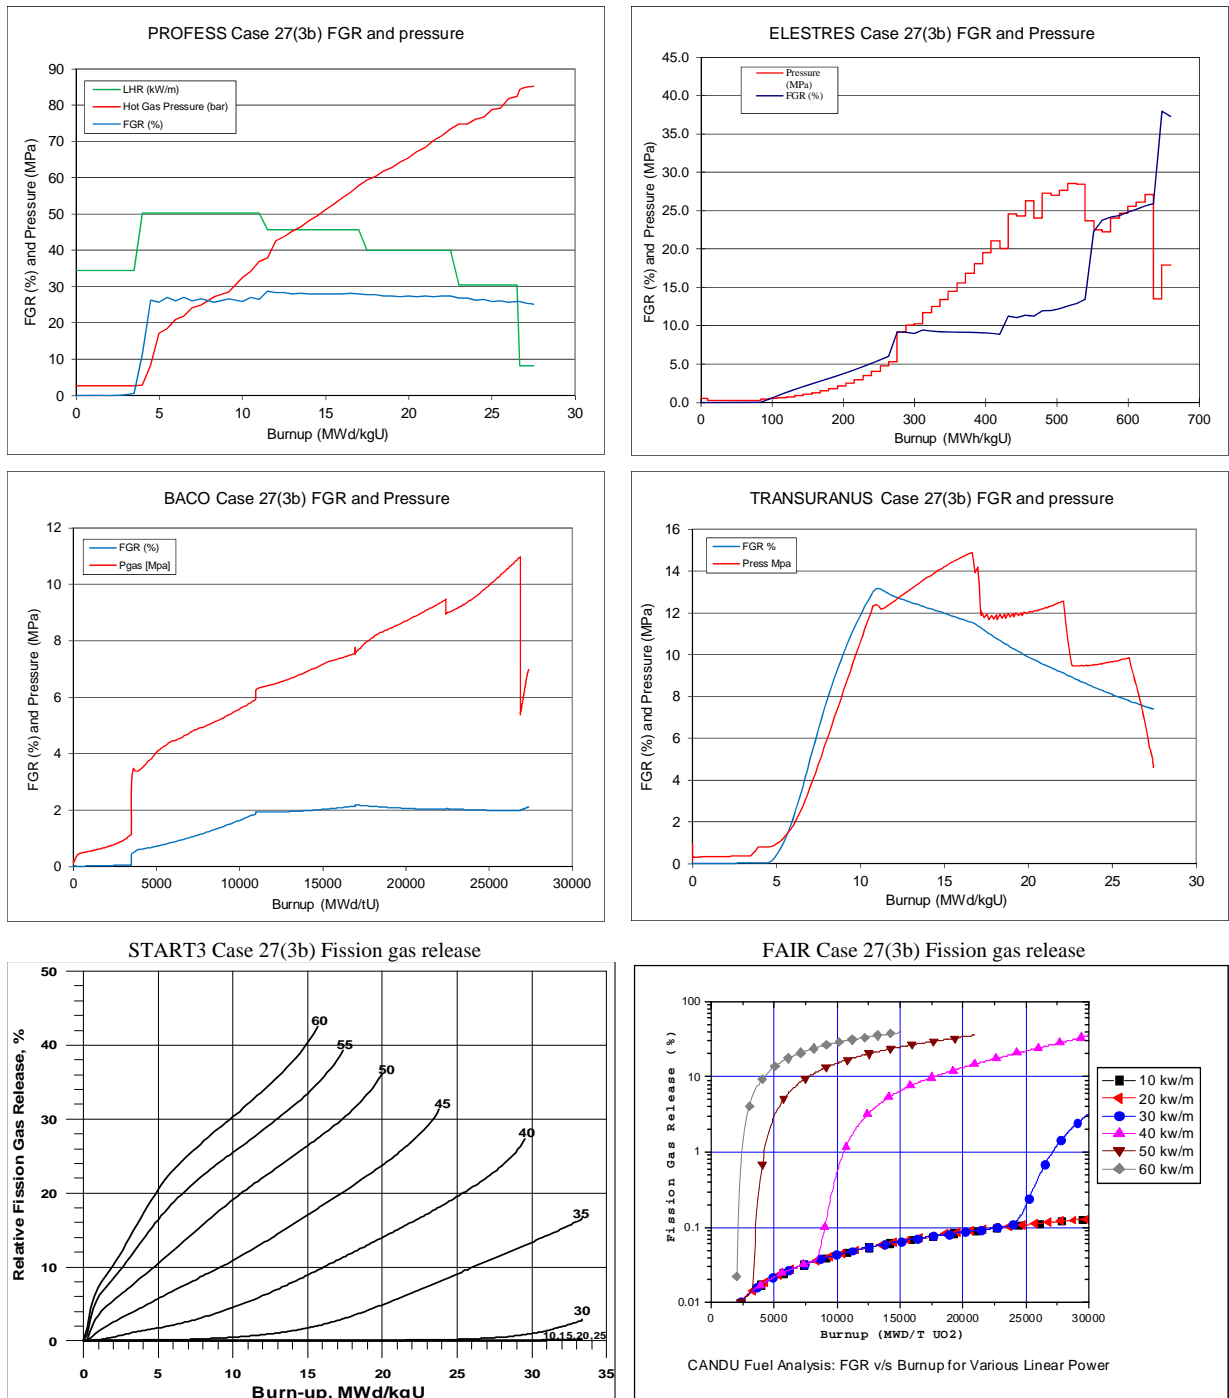 PROFESS Case 27(3b) FGR and pressure
FGR (%) and Pressure (MPa)
90
80
70
60
50
40
30
20
10
0
LHR (kW/m)
Hot Gas Pressure (bar)
FGR (%)
0 5 10 15 20 25 30
Burnup (MWd/kgU)
ELESTRES Case 27(3b) FGR and Pressure
FGR (%) and Pressure (MPa)
45.0
40.0
35.0
30.0
25.0
20.0
15.0
10.0
5.0
0.0
Pressure
(MPa)
FGR (%)
0 100 200 300 400 500 600 700
Burnup (MWh/kgU)
BACO Case 27(3b) FGR and Pressure
FGR (%) and Pressure (MPa)
12
10
8
6
4
2
0
FGR (%)
Pgas [Mpa]
0 5000 10000 15000 20000 25000 30000
Burnup (MWd/tU)
TRANSURANUS Case 27(3b) FGR and pressure
FGR (%) and Pressure (MPa)
16
14
12
10
8
6
4
2
0
FGR %
Press Mpa
0 5 10 15 20 25 30
Burnup (MWd/kgU)
START3 Case 27(3b) Fission gas release
Relative Fission Gas Release, %
50
40
30
20
10
0
60
55
50
45
40
35
30
10,15,20,25
0 5 10 15 20 25 30 35
Burn-up, MWd/kgU
FAIR Case 27(3b) Fission gas release
Fission Gas Release (%)
100
10
1
0.1
0.01
10 kw/m
20 kw/m
30 kw/m
40 kw/m
50 kw/m
60 kw/m
0 5000 10000 15000 20000 25000 30000
Burnup (MWD/T UO2)
CANDU Fuel Analysis: FGR v/s Burnup for Various Linear Power